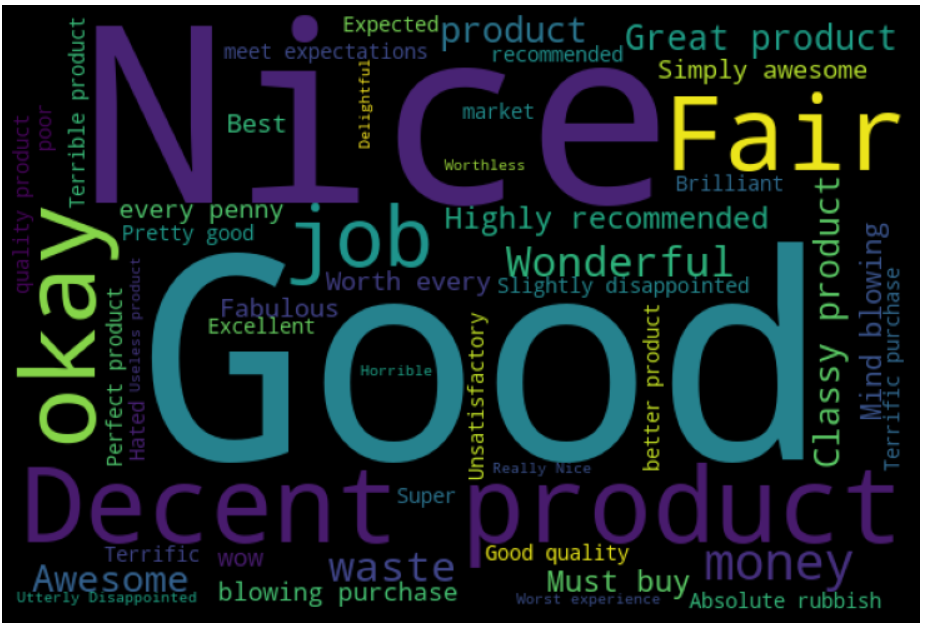 Expected
product
Great product
meet expectations
recommended
Simply awesome
Terrible product
Nice
Delightful
Fair
poor
quality product
Best
market
Worthless
Brilliant
okay
every penny
job
Highly recommended
Pretty good
Wonderful
Classy product
Mind blowing
Worth every
Slightly disappointed
Fabulous
Excellent
Good
Perfect product
Useless product
Hated
Horrible
Unsatisfactory
better product
Terrific purchase
Decent product
Really Nice
Super
Terrific
wow
waste
Good quality
money
Awesome
blowing purchase
Must buy
Utterly Disappointed
Worst experience
Absolute rubbish